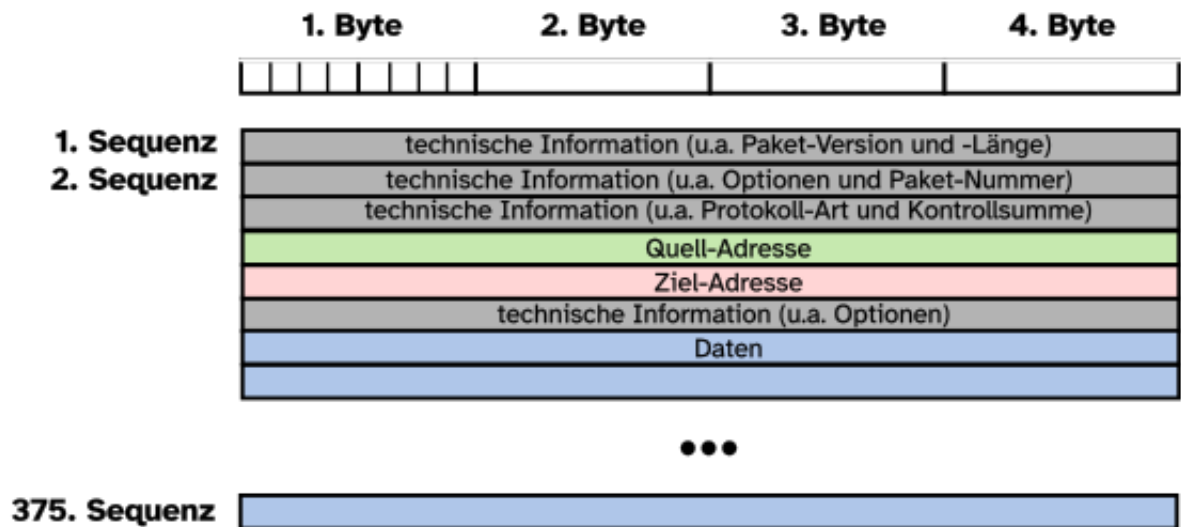 1. Byte 2. Byte 3. Byte 4. Byte
1. Sequenz technische Information (u.a. Paket-Version und -Länge)
2. Sequenz technische Information (u.a. Optionen und Paket-Nummer)
technische Information (u.a. Protokoll-Art und Kontrollsumme)
Quell-Adresse
Ziel-Adresse
technische Information (u.a. Optionen)
Daten
•••
375. Sequenz